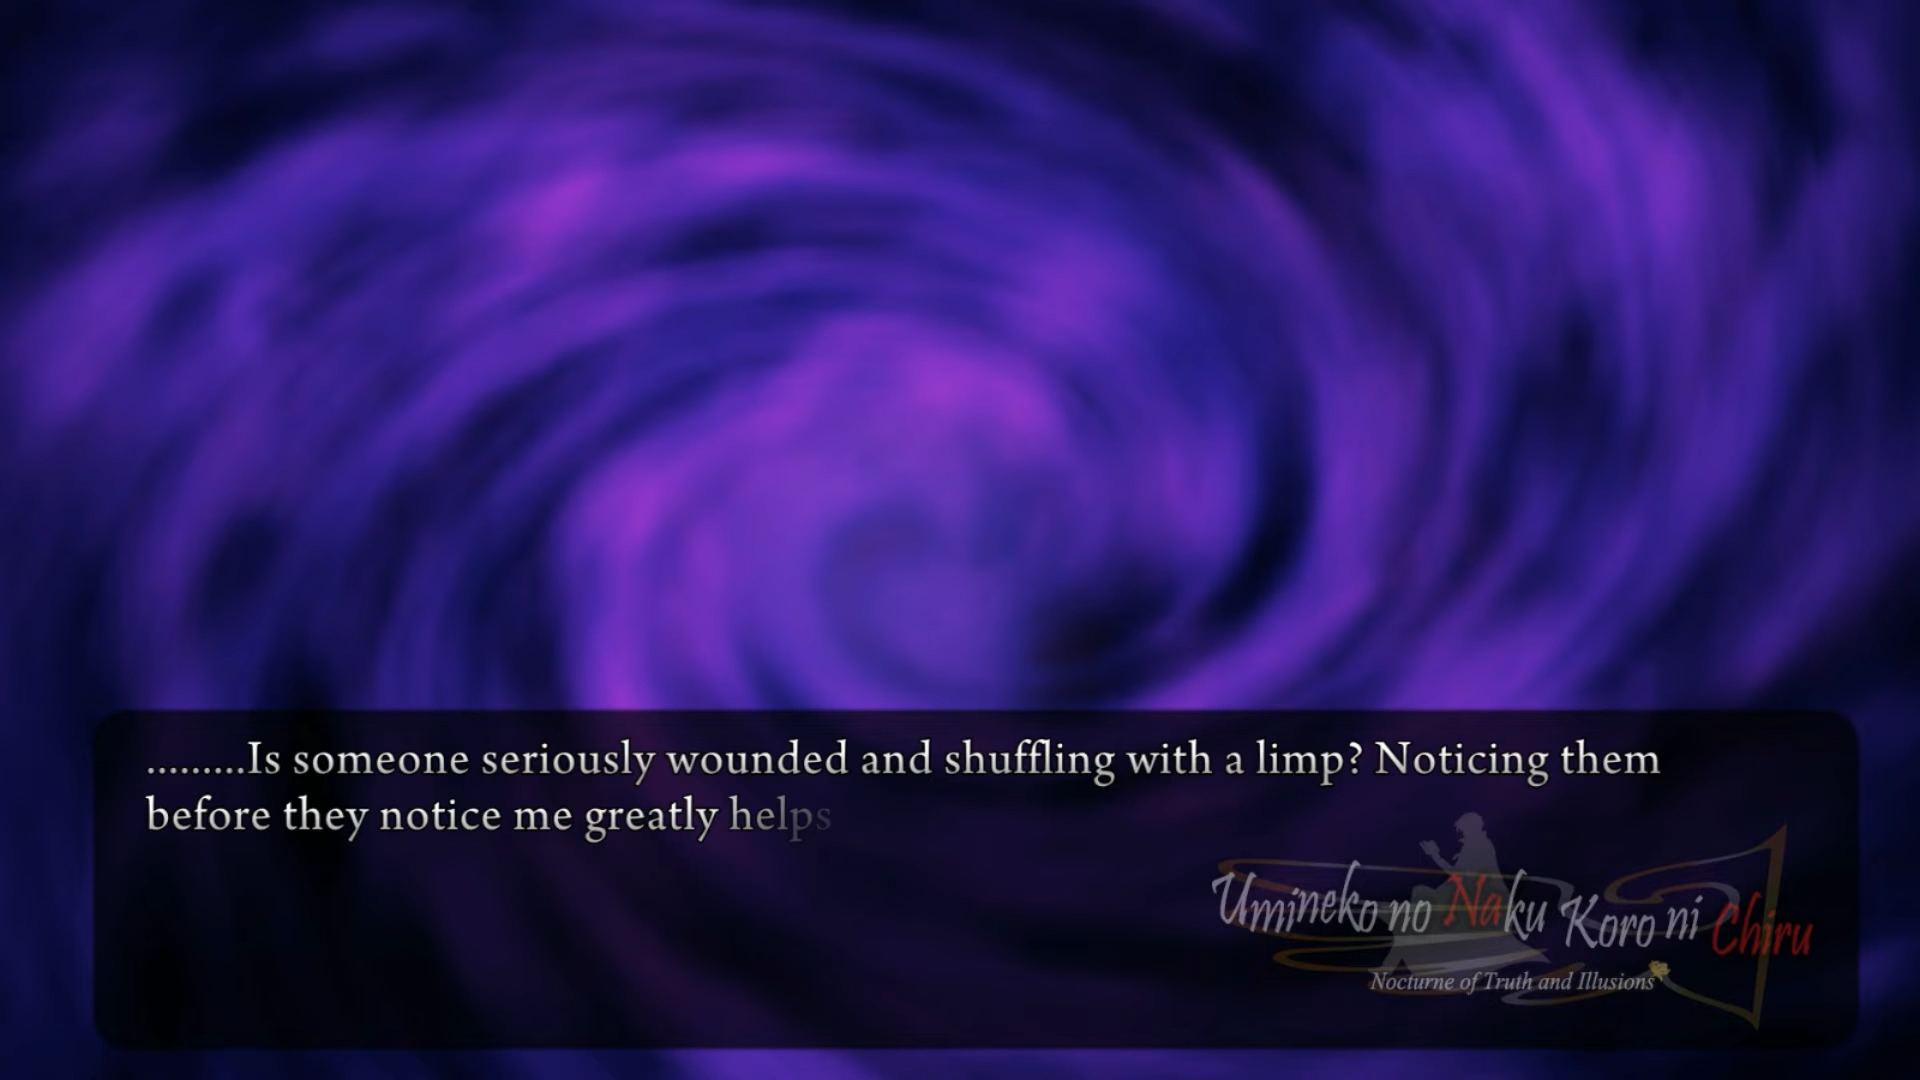 .........Is someone seriously wounded and shuffling with a limp? Noticing them
before they notice me greatly helps
Umineko no Naku Koro ni Chiru
Nocturne of Truth and Illusions